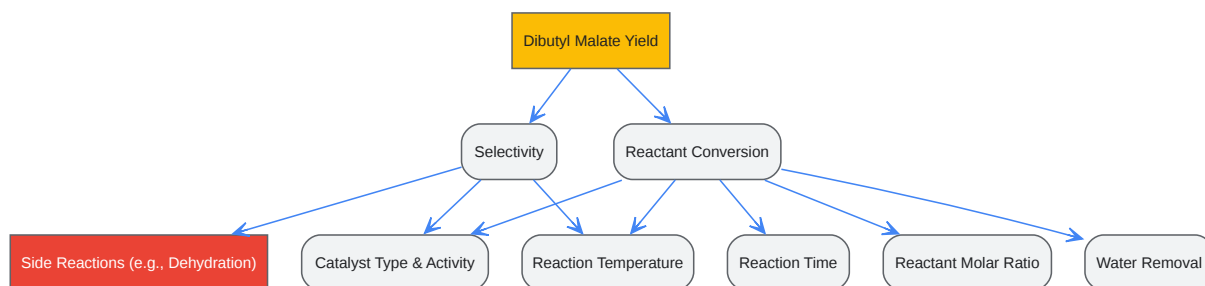 Dibutyl Malate Yield
Selectivity
Reactant Conversion
Side Reactions (e.g., Dehydration)
Catalyst Type & Activity
Reaction Temperature
Reaction Time
Reactant Molar Ratio
Water Removal